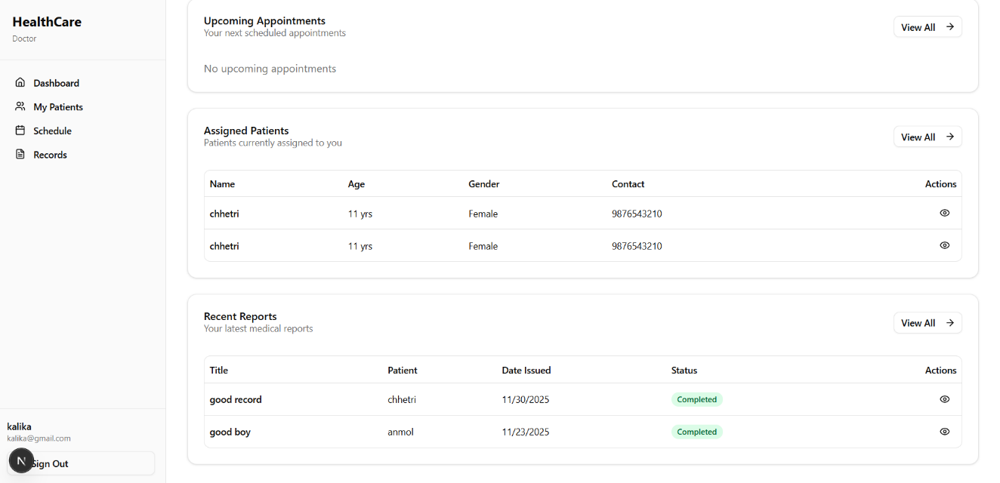 HealthCare
Doctor
Dashboard
My Patients
Schedule
Records
kalika
kalika@gmail.com
N
Sign Out
Upcoming Appointments
Your next scheduled appointments
View All
No upcoming appointments
Assigned Patients
Patients currently assigned to you
View All
Name Age Gender Contact Actions
chhetri 11 yrs Female 9876543210
chhetri 11 yrs Female 9876543210
Recent Reports
Your latest medical reports
View All
Title Patient Date Issued Status Actions
good record chhetri 11/30/2025 Completed
good boy anmol 11/23/2025 Completed